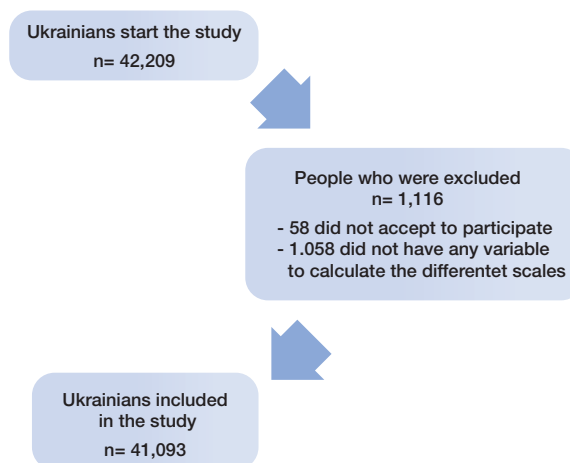 Ukrainians start the study
n= 42,209
People who were excluded
n= 1,116
- 58 did not accept to participate
- 1.058 did not have any variable
to calculate the differentet scales
Ukrainians included
in the study
n= 41,093